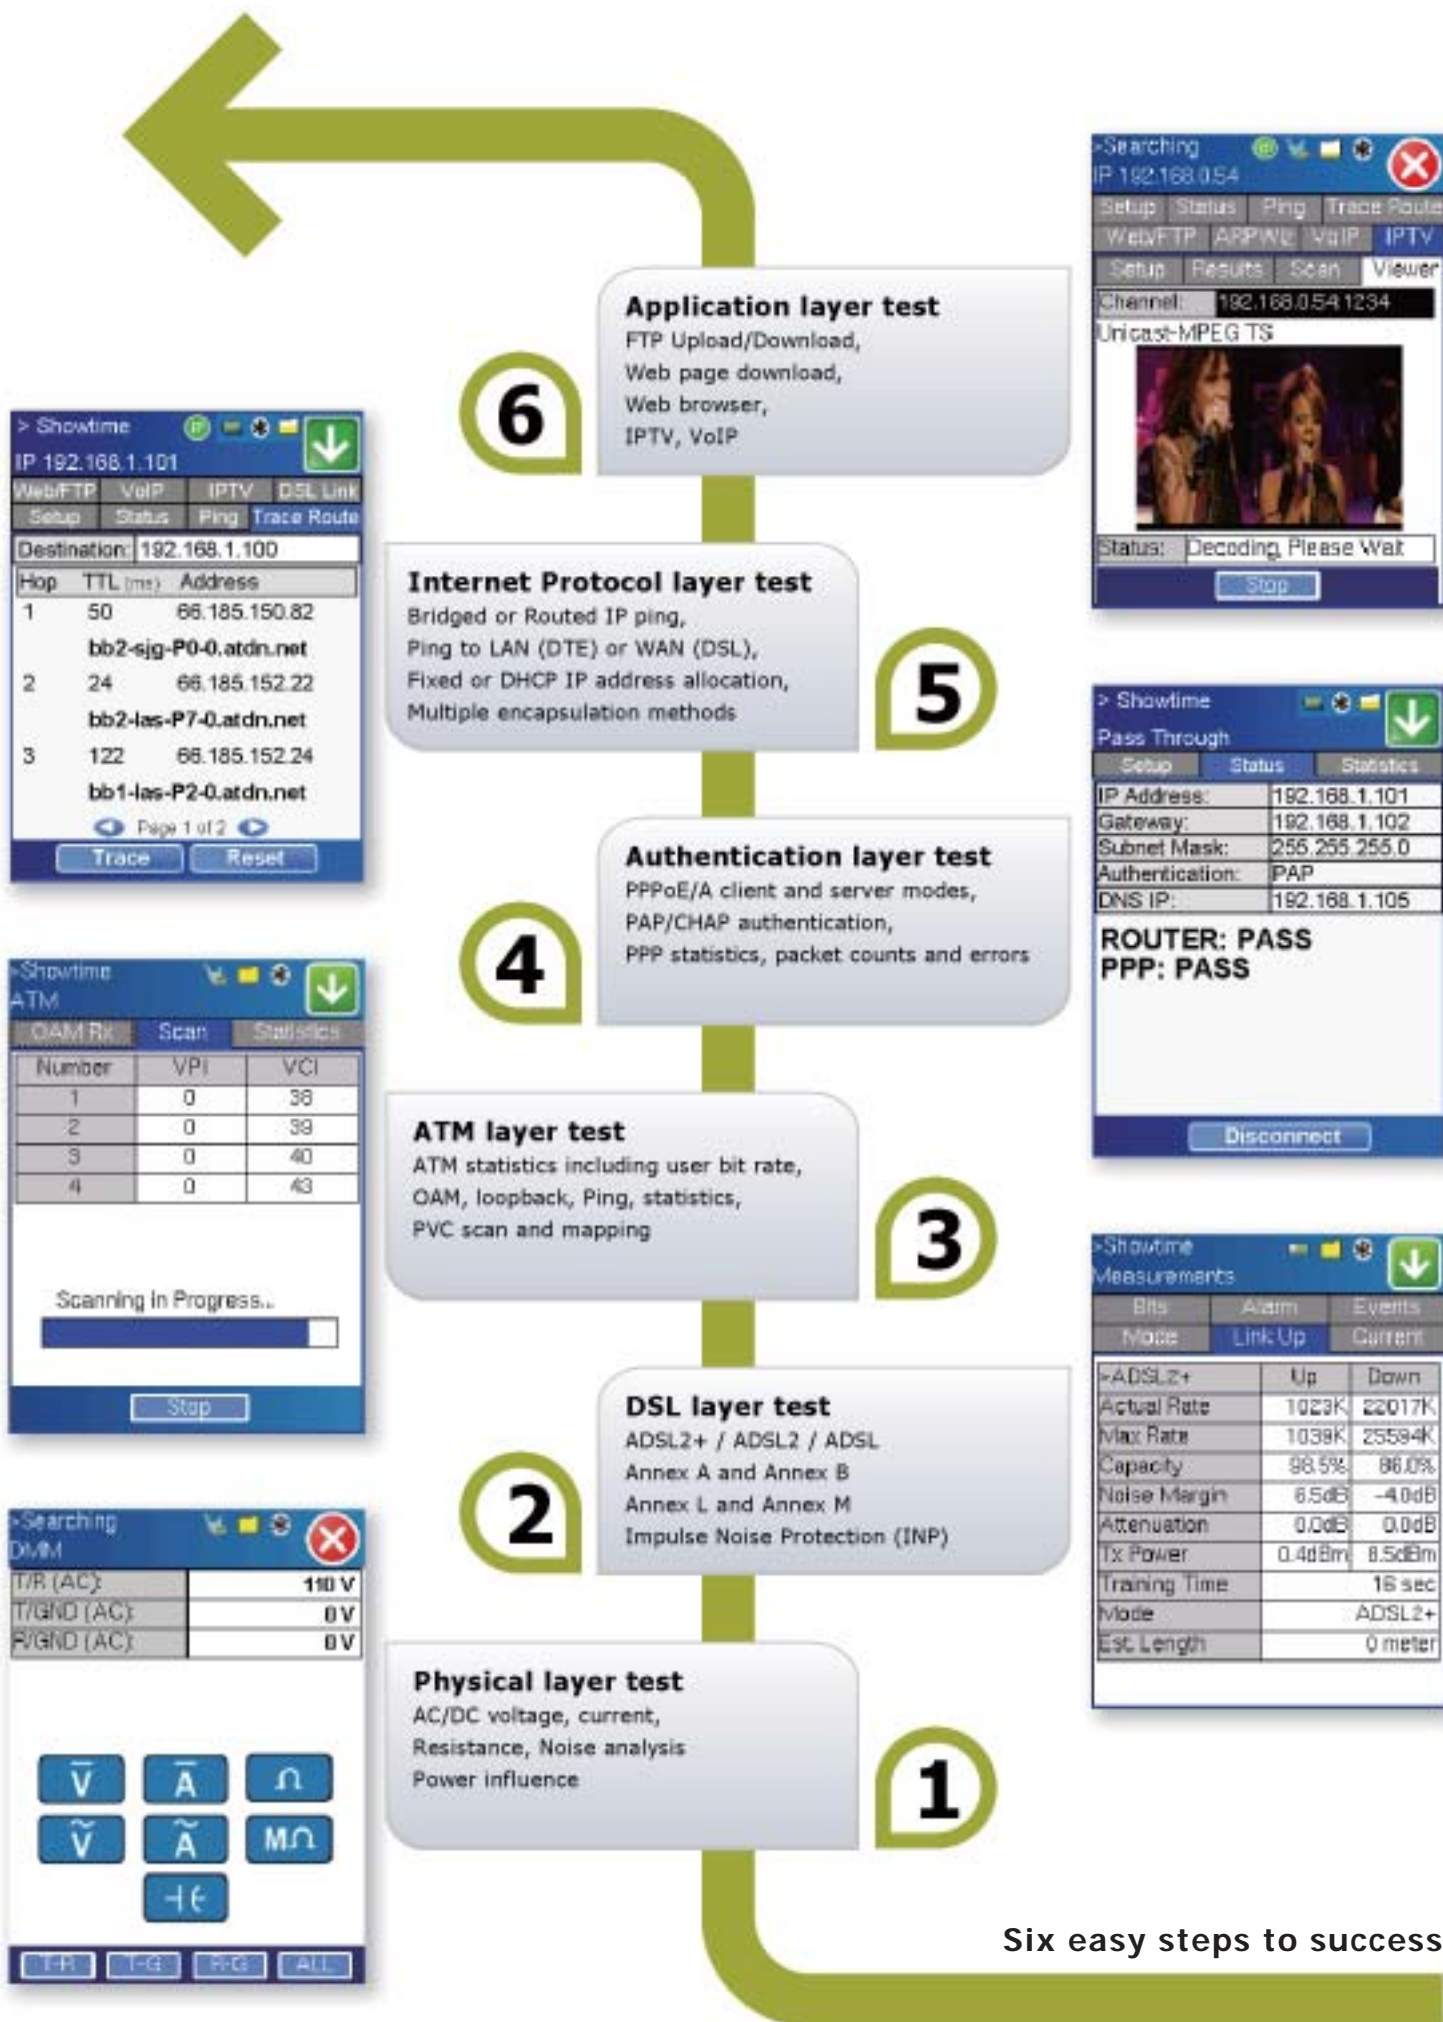 >Searching
IP 192.168.0.54
Setup Status Ping Trace Route
Web/FTP VoIP IPTV
Setup Results Scan Viewer
Channel: 192.168.0.54:1234
Unicast-MPEG TS
Status: Decoding, Please Wait
Stop
6
Application layer test
FTP Upload/Download,
Web page download,
Web browser,
IPTV, VoIP
> Showtime
IP 192.168.1.101
Web/FTP VoIP IPTV DSL Link
Setup Status Ping Trace Route
Destination: 192.168.1.100
Hop TTL (ms) Address
1 50 66.185.150.82
bb2-sjg-P0-0.atdn.net
2 24 66.185.152.22
bb2-las-P7-0.atdn.net
3 122 66.185.152.24
bb1-las-P2-0.atdn.net
Page 1 of 2
Trace Reset
Internet Protocol layer test
Bridged or Routed IP ping,
Ping to LAN (DTE) or WAN (DSL),
Fixed or DHCP IP address allocation,
Multiple encapsulation methods
5
> Showtime
Pass Through
Setup Status Statistics
IP Address: 192.168.1.101
Gateway: 192.168.1.102
Subnet Mask: 255.255.255.0
Authentication: PAP
DNS IP: 192.168.1.105
ROUTER: PASS
PPP: PASS
Disconnect
4
Authentication layer test
PPPoE/A client and server modes,
PAP/CHAP authentication,
PPP statistics, packet counts and errors
>Showtime
ATM
OAM Rx Scan Statistics
Number VPI VCI
1 0 38
2 0 39
3 0 40
4 0 43
Scanning in Progress...
Stop
ATM layer test
ATM statistics including user bit rate,
OAM, loopback, Ping, statistics,
PVC scan and mapping
3
>Showtime
Measurements
Bits Alarm Events
Mode Link Up Current
>ADSL2+ Up Down
Actual Rate 1023K 22017K
Max Rate 1039K 25594K
Capacity 98.5% 86.0%
Noise Margin 6.5dB -4.0dB
Attenuation 0.0dB 0.0dB
Tx Power 0.4dBm 8.5dBm
Training Time 16 sec
Mode ADSL2+
Est. Length 0 meter
2
DSL layer test
ADSL2+ / ADSL2 / ADSL
Annex A and Annex B
Annex L and Annex M
Impulse Noise Protection (INP)
>Searching
DMM
T/R (AC): 110 V
T/GND (AC): 0 V
R/GND (AC): 0 V
V A Ω
V A MΩ
T-R T-G R-G ALL
Physical layer test
AC/DC voltage, current,
Resistance, Noise analysis
Power influence
1
Six easy steps to success